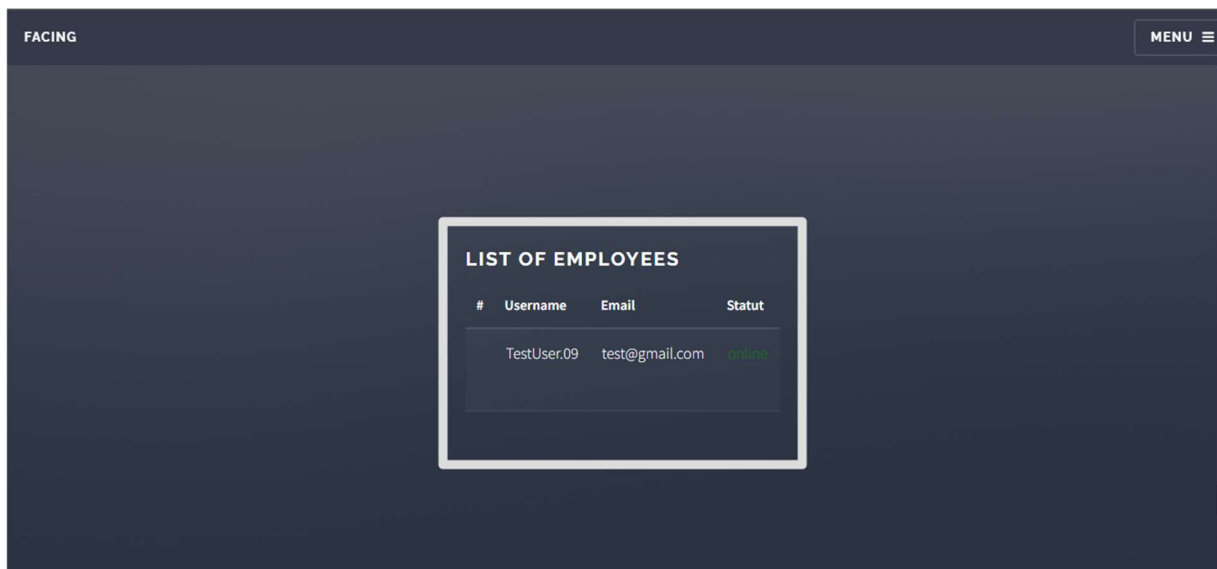 FACING
MENU
LIST OF EMPLOYEES
# Username Email Statut
TestUser.09 test@gmail.com online